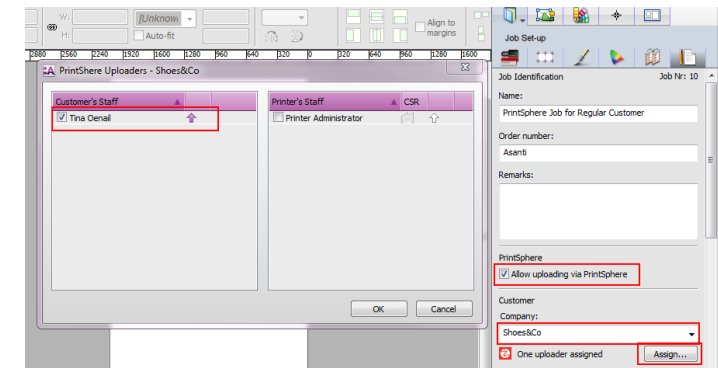 W:
[Unknow
H:
Auto-fit
Align to
margins
2880 2560 2240 1920 1600 1280 960 640 320 0 320 640 960 1280 1600
:A PrintShere Uploaders - Shoes&Co
Customer's Staff
Tina Oenail
Printer's Staff CSR
Printer Administrator
OK Cancel
Job Set-up
Job Identification Job Nr: 10
Name:
PrintSphere Job for Regular Customer
Order number:
Asanti
Remarks:
PrintSphere
Allow uploading via PrintSphere
Customer
Company:
Shoes&Co
One uploader assigned Assign...